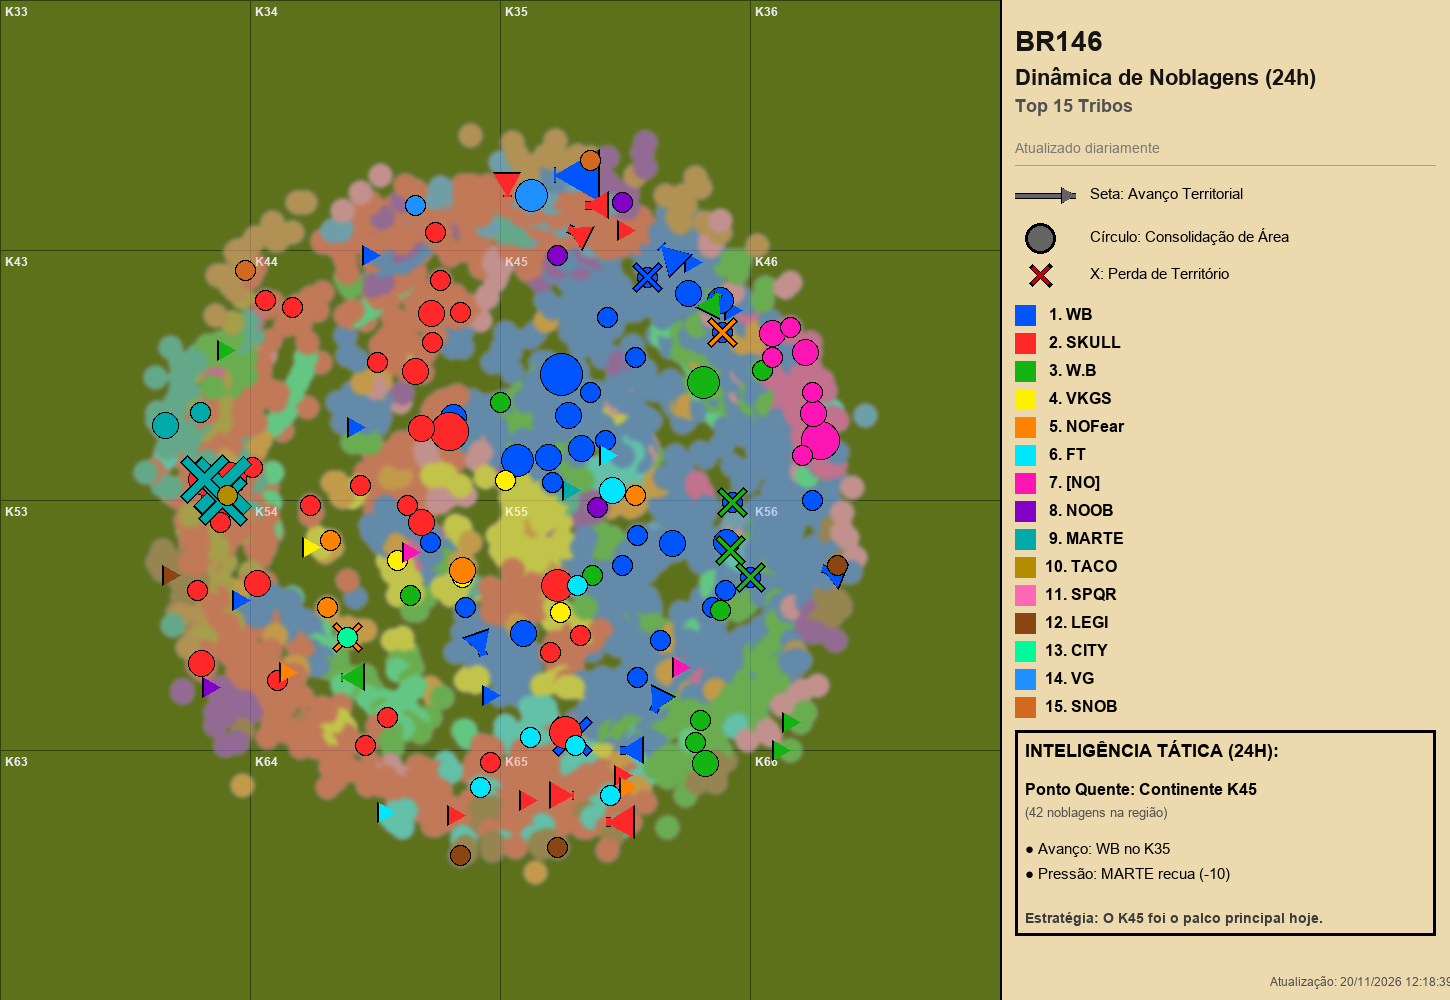 K33
K34
K35
K36
K43
K44
K45
K46
K53
K54
K55
K56
K63
K64
K65
K66
BR146
Dinâmica de Noblagens (24h)
Top 15 Tribos
Atualizado diariamente
Seta: Avanço Territorial
Círculo: Consolidação de Área
X: Perda de Território
1. WB
2. SKULL
3. W.B
4. VKGS
5. NOFear
6. FT
7. [NO]
8. NOOB
9. MARTE
10. TACO
11. SPQR
12. LEGI
13. CITY
14. VG
15. SNOB
INTELIGÊNCIA TÁTICA (24H):
Ponto Quente: Continente K45
(42 noblagens na região)
● Avanço: WB no K35
● Pressão: MARTE recua (-10)
Estratégia: O K45 foi o palco principal hoje.
Atualização: 20/11/2026 12:18:39